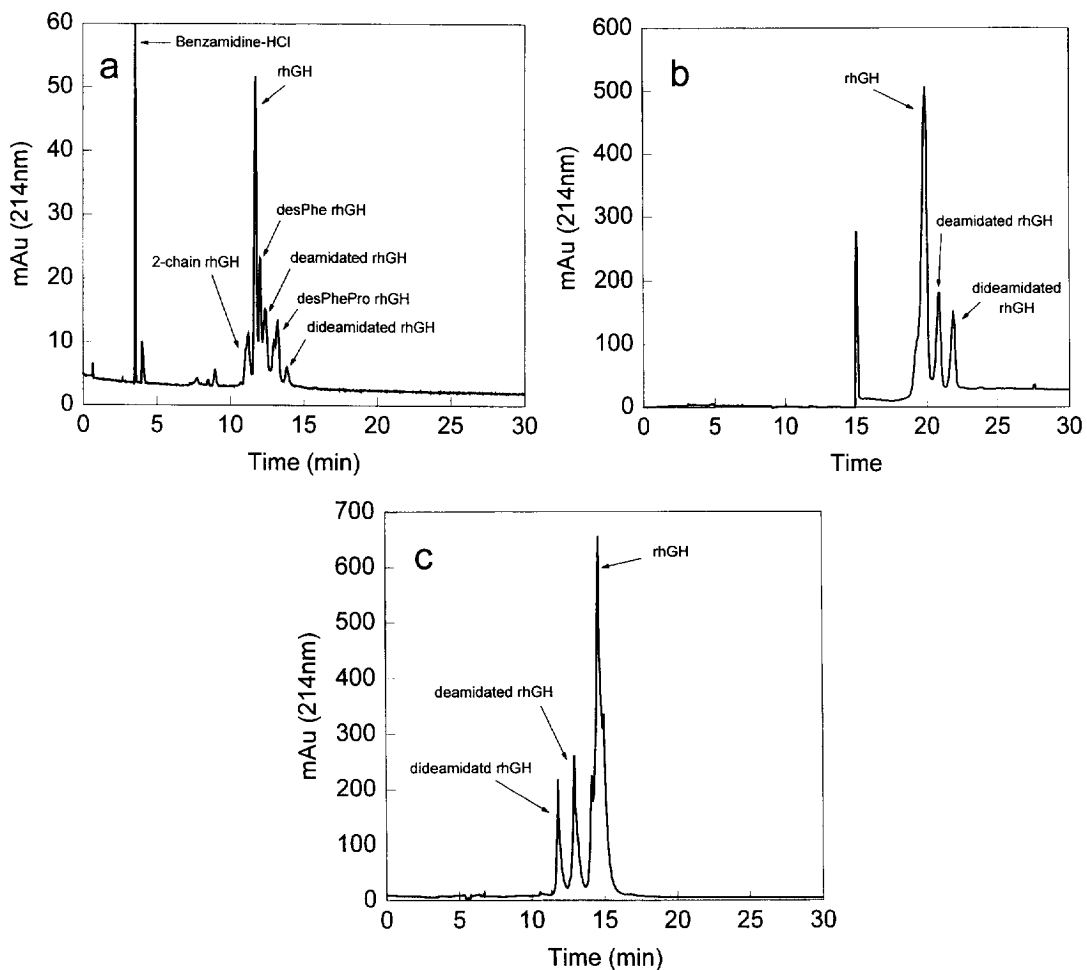 a
mAu (214nm)
60
50
40
30
20
10
0
Benzamidine-HCl
rhGH
desPhe rhGH
2-chain rhGH
deamidated rhGH
desPhePro rhGH
dideamidated rhGH
0 5 10 15 20 25 30
Time (min)
b
mAu (214nm)
600
500
400
300
200
100
0
rhGH
deamidated rhGH
dideamidated
rhGH
0 5 10 15 20 25 30
Time
c
mAu (214nm)
700
600
500
400
300
200
100
0
rhGH
deamidated rhGH
dideamidatd rhGH
0 5 10 15 20 25 30
Time (min)